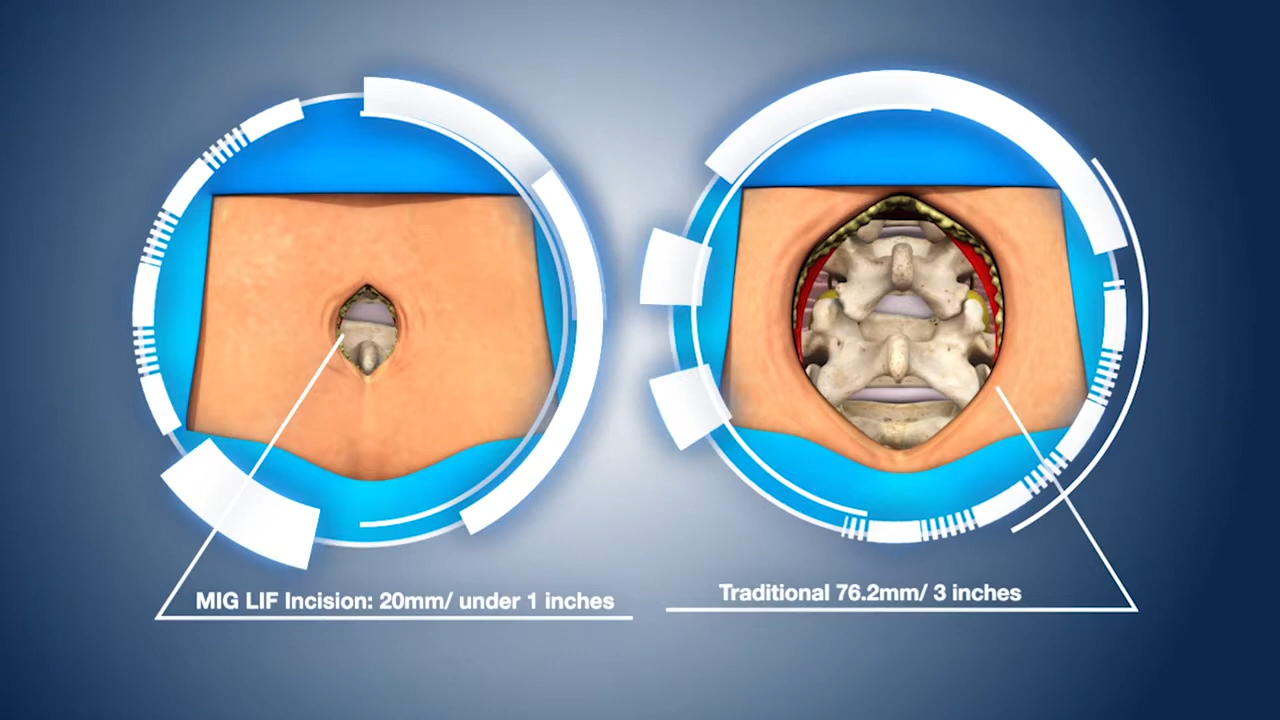 MIG LIF Incision: 20mm/ under 1 inches
Traditional 76.2mm/ 3 inches